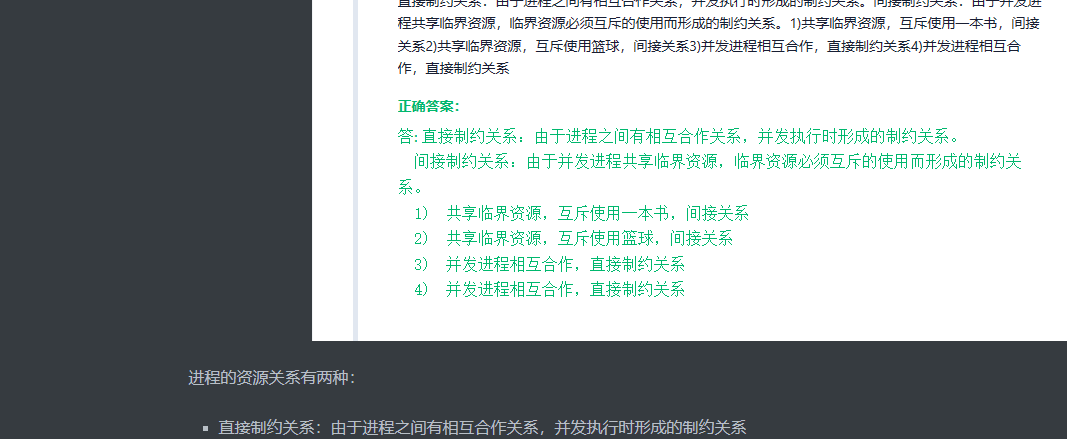 直接制约关系：由于进程之间有相互合作关系，并发执行时形成的制约关系。间接制约关系：由于并发进
程共享临界资源，临界资源必须互斥的使用而形成的制约关系。1)共享临界资源，互斥使用一本书，间接
关系2)共享临界资源，互斥使用篮球，间接关系3)并发进程相互合作，直接制约关系4)并发进程相互合
作，直接制约关系
正确答案：
答:直接制约关系：由于进程之间有相互合作关系，并发执行时形成的制约关系。
间接制约关系：由于并发进程共享临界资源，临界资源必须互斥的使用而形成的制约关
系。
1) 共享临界资源，互斥使用一本书，间接关系
2) 共享临界资源，互斥使用篮球，间接关系
3) 并发进程相互合作，直接制约关系
4) 并发进程相互合作，直接制约关系
进程的资源关系有两种：
▪ 直接制约关系：由于进程之间有相互合作关系，并发执行时形成的制约关系